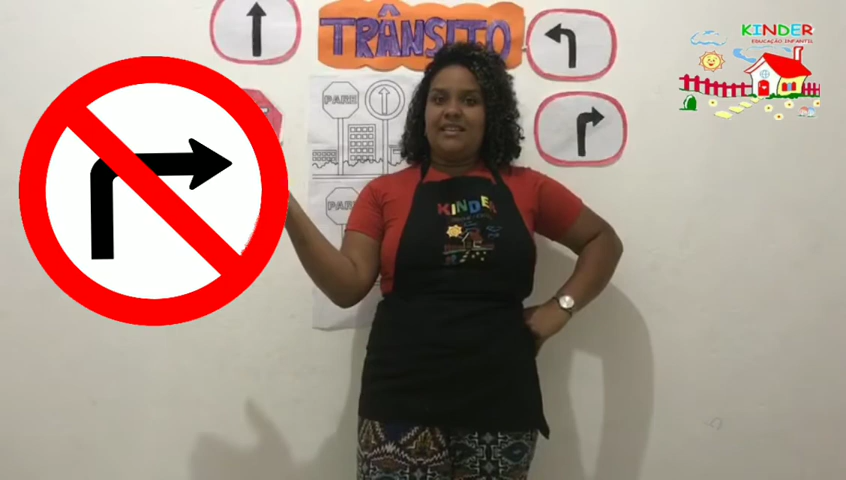 TRÂNSITO
KINDER
EDUCAÇÃO INFANTIL
PARE
PARE
KINDER